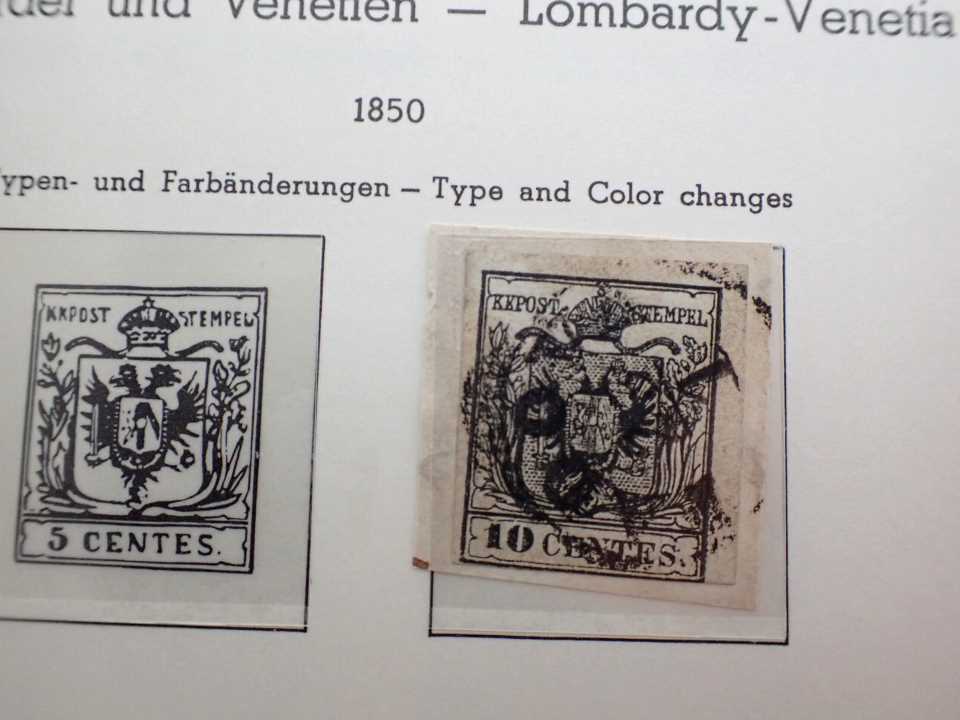 und Venetien — Lombardy-Venetia
1850
Typen- und Farbänderungen — Type and Color changes
KKPOST STEMPEL
5 CENTES.
KKPOST STEMPEL
10 CENTES.